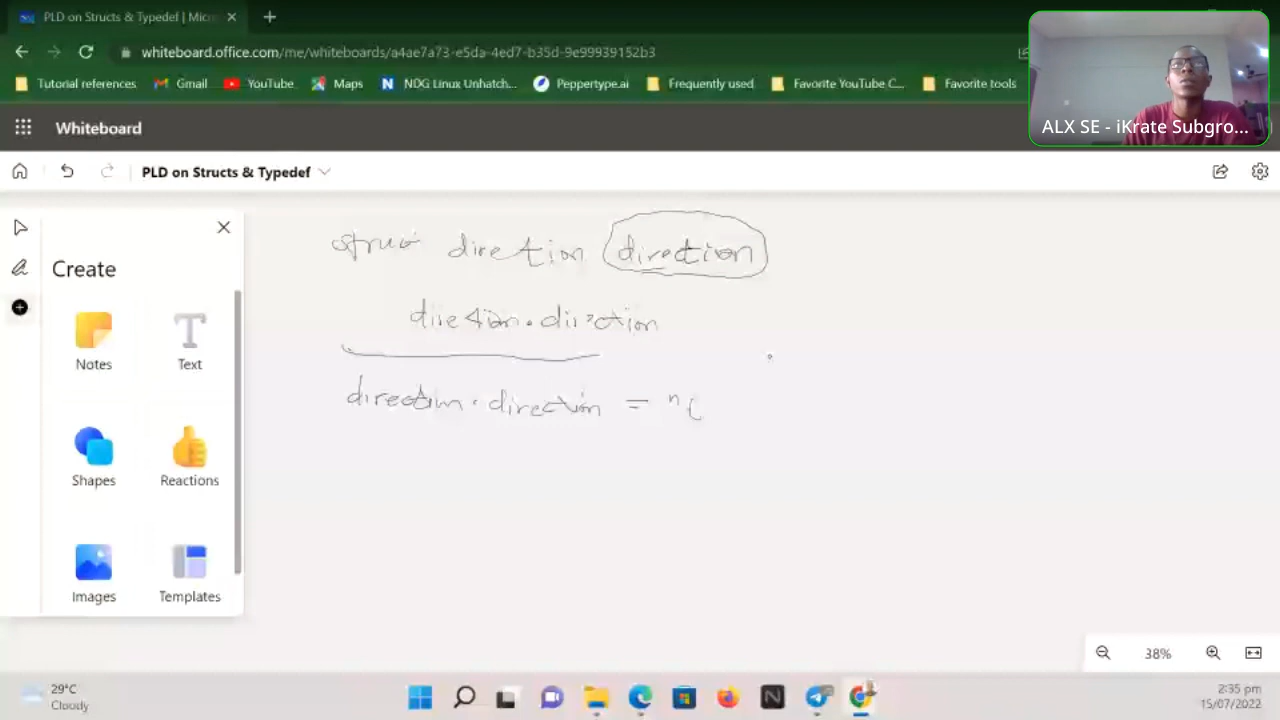 PLD on Structs & Typedef | Micr
whiteboard.office.com/me/whiteboards/a4ae7a73-e5da-4ed7-b35d-9e99939152b3
Tutorial references Gmail YouTube Maps NDG Linux Unhatch... Peppertype.ai Frequently used Favorite YouTube C... Favorite tools
ALX SE - iKrate Subgro...
Whiteboard
PLD on Structs & Typedef
Create
Notes Text
Shapes Reactions
Images Templates
struct direction direction
direction.direction
direction.direction =
38%
29°C
Cloudy
2:35 pm
15/07/2022